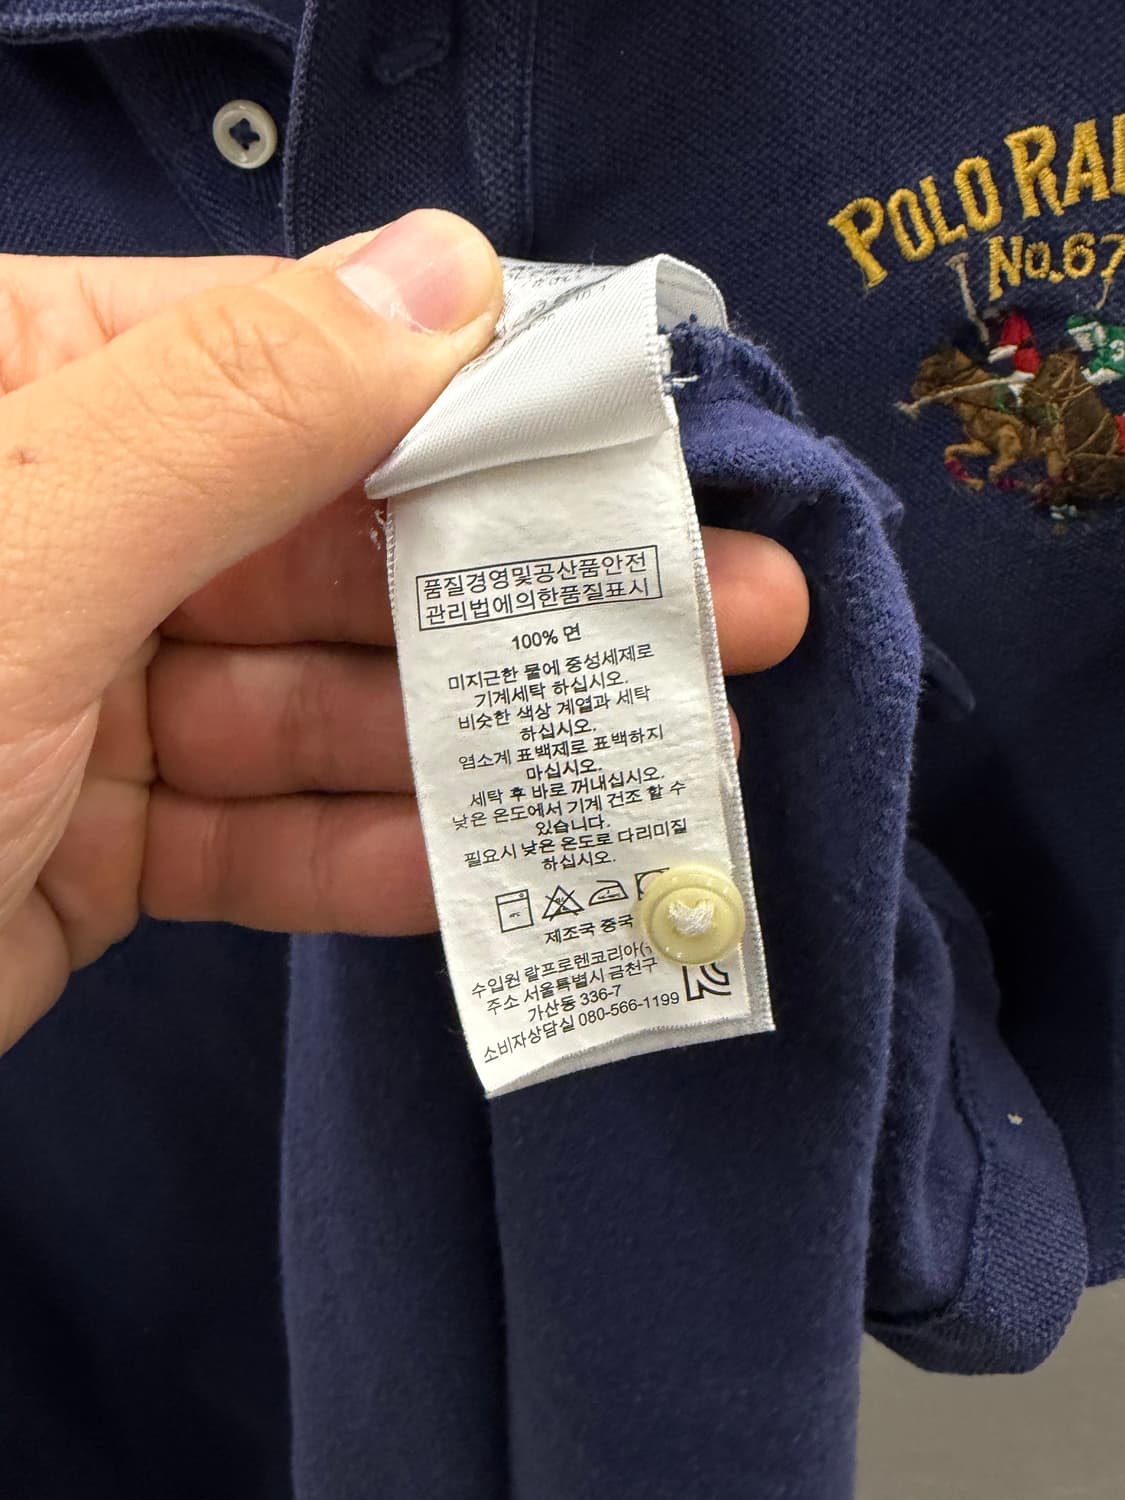 POLO RAL
No.67
품질경영및공산품안전
관리법에의한품질표시
100% 면
미지근한 물에 중성세제로
기계세탁 하십시오.
비슷한 색상 계열과 세탁
하십시오.
염소계 표백제로 표백하지
마십시오.
세탁 후 바로 꺼내십시오.
낮은 온도에서 기계 건조 할 수
있습니다.
필요시 낮은 온도로 다리미질
하십시오.
제조국 중국
수입원 랄프로렌코리아(
주소 서울특별시 금천구
가산동 336-7
소비자상담실 080-566-1199